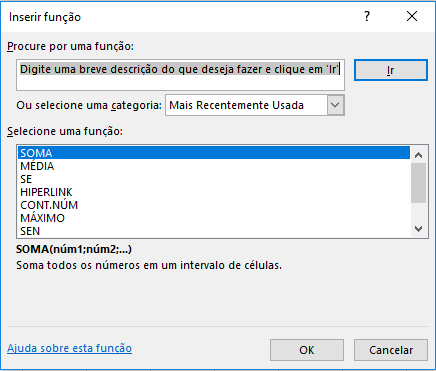 Inserir função
Procure por uma função:
Digite uma breve descrição do que deseja fazer e clique em 'Ir'
Ir
Ou selecione uma categoria: Mais Recentemente Usada
Selecione uma função:
SOMA
MÉDIA
SE
HIPERLINK
CONT.NÚM
MÁXIMO
SEN
SOMA(núm1;núm2;...)
Soma todos os números em um intervalo de células.
Ajuda sobre esta função
OK
Cancelar